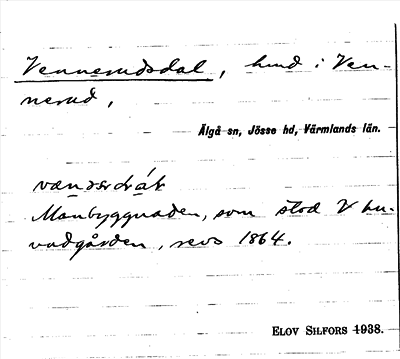 Vennerudsdal, hmd i Ven-
nerud,
Älgå sn, Jösse hd, Värmlands län.
Manbyggnaden, som stod V hu-
vudgården, revs 1864.
ELOV SILFORS 1938.